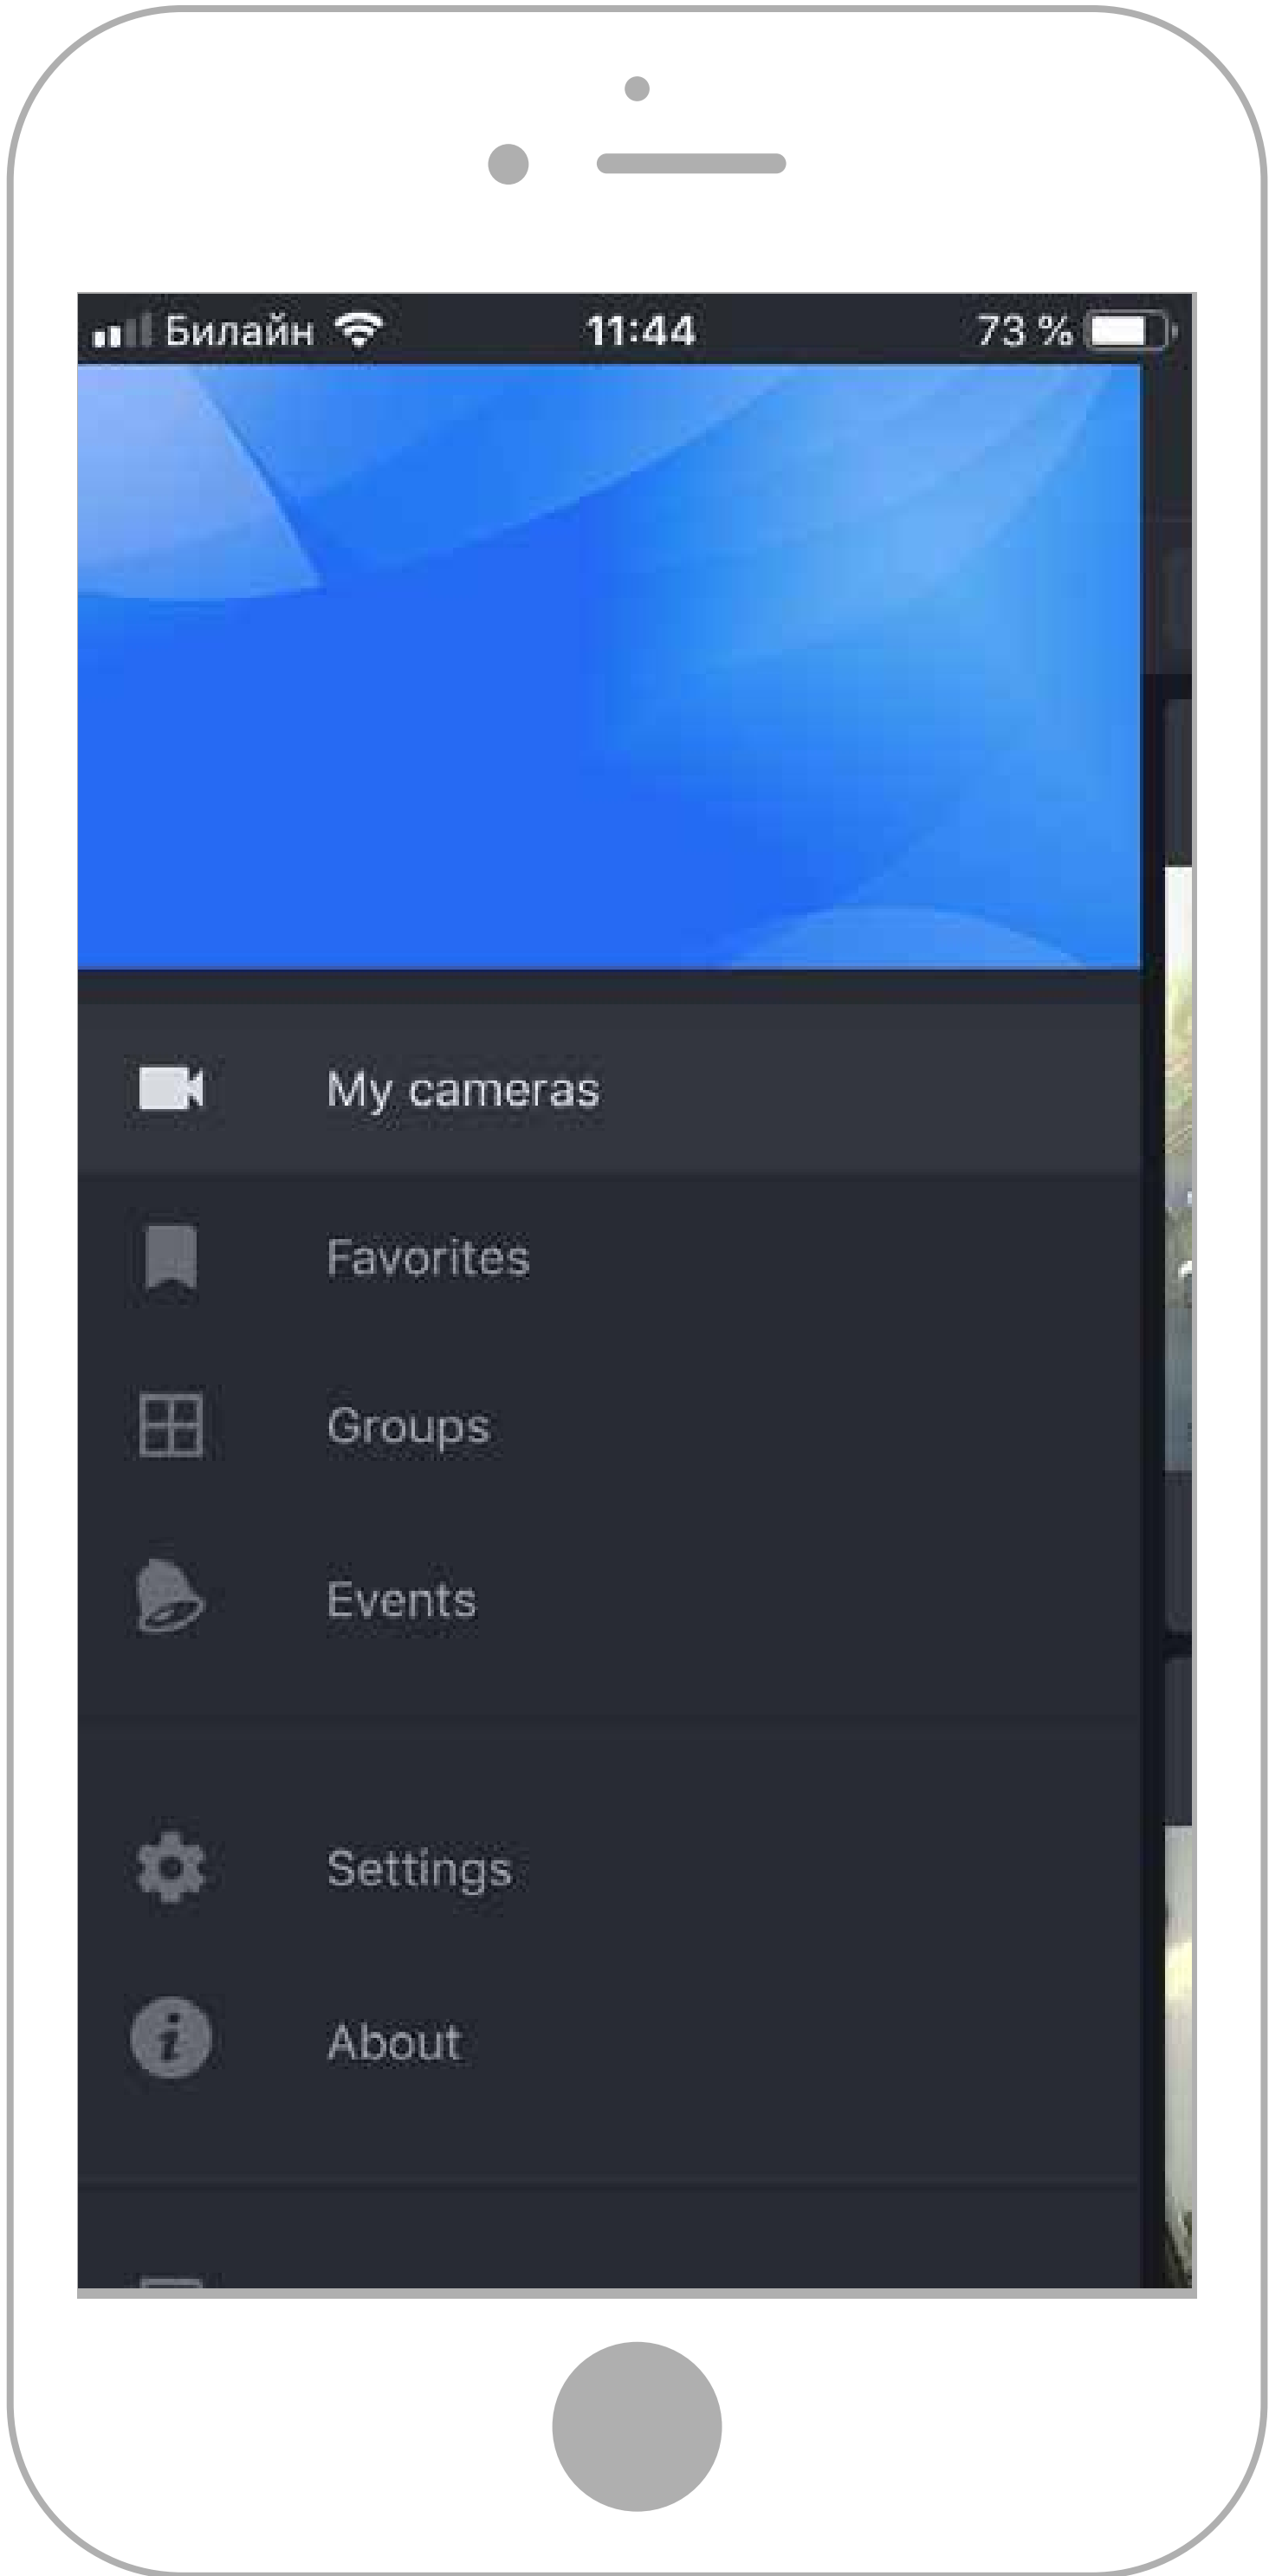 Билайн 11:44 73 %
My cameras
Favorites
Groups
Events
Settings
About